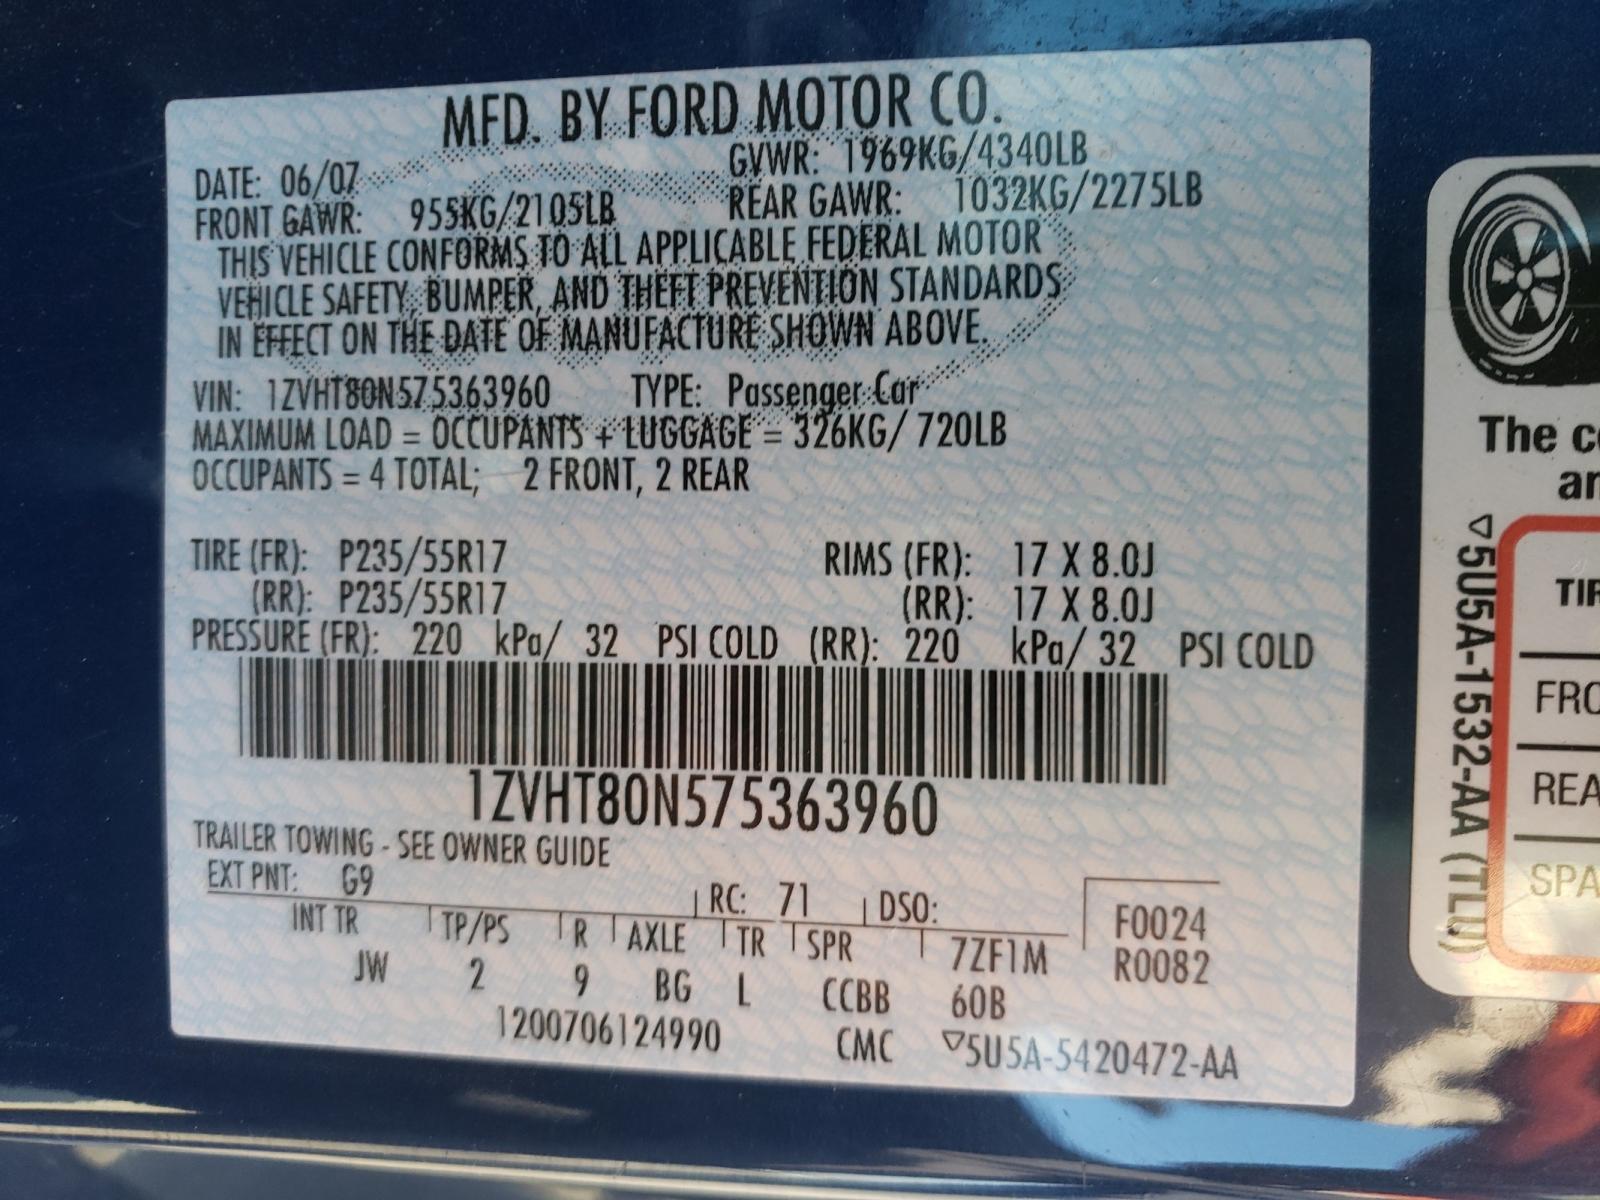 MFD. BY FORD MOTOR CO.
DATE: 06/07 GVWR: 1969KG/4340LB
FRONT GAWR: 955KG/2105LB REAR GAWR: 1032KG/2275LB
THIS VEHICLE CONFORMS TO ALL APPLICABLE FEDERAL MOTOR
VEHICLE SAFETY, BUMPER, AND THEFT PREVENTION STANDARDS
IN EFFECT ON THE DATE OF MANUFACTURE SHOWN ABOVE.
VIN: 1ZVHT80N575363960 TYPE: Passenger Car
MAXIMUM LOAD = OCCUPANTS + LUGGAGE = 326KG/ 720LB
OCCUPANTS = 4 TOTAL; 2 FRONT, 2 REAR
TIRE (FR): P235/55R17 RIMS (FR): 17 X 8.0J
(RR): P235/55R17 (RR): 17 X 8.0J
PRESSURE (FR): 220 kPa/ 32 PSI COLD (RR): 220 kPa/ 32 PSI COLD
1ZVHT80N575363960
TRAILER TOWING - SEE OWNER GUIDE
EXT PNT: G9 RC: 71 DSO: F0024
INT TR TP/PS R AXLE TR SPR 7ZF1M R0082
JW 2 9 BG L CCBB 60B
1200706124990 CMC ▽5U5A-5420472-AA
The c
an
▽5U5A-1532-AA (TLU)
TIR
FRO
REA
SPA